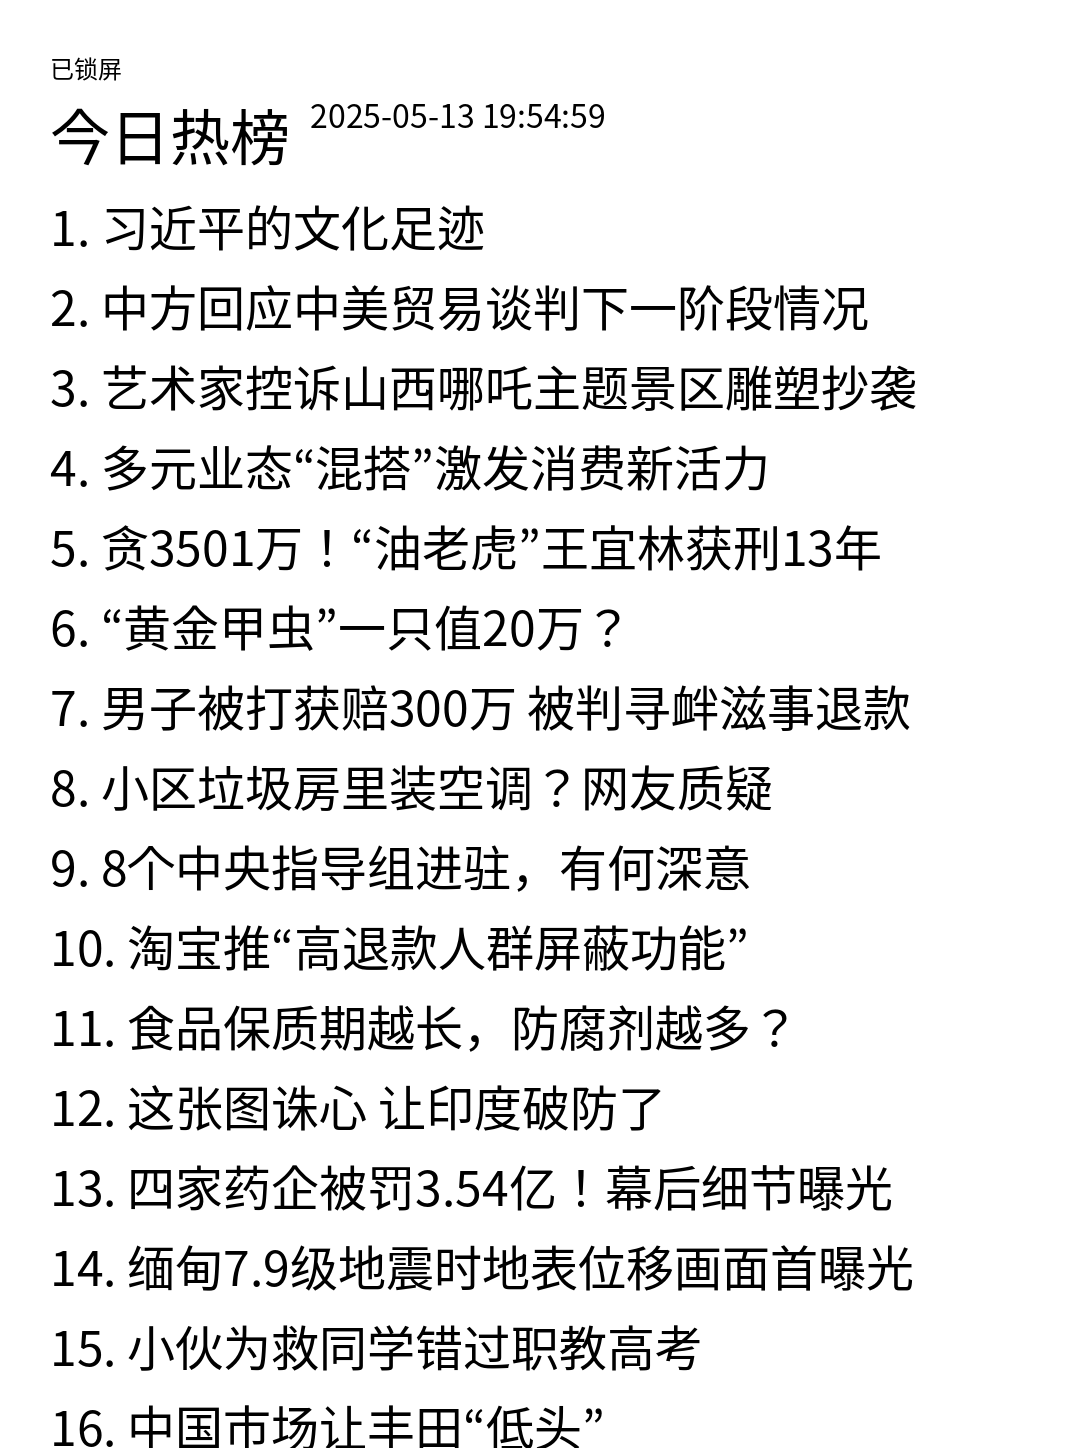 已锁屏
今日热榜 2025-05-13 19:54:59
1. 习近平的文化足迹
2. 中方回应中美贸易谈判下一阶段情况
3. 艺术家控诉山西哪吒主题景区雕塑抄袭
4. 多元业态“混搭”激发消费新活力
5. 贪3501万！“油老虎”王宜林获刑13年
6. “黄金甲虫”一只值20万？
7. 男子被打获赔300万 被判寻衅滋事退款
8. 小区垃圾房里装空调？网友质疑
9. 8个中央指导组进驻，有何深意
10. 淘宝推“高退款人群屏蔽功能”
11. 食品保质期越长，防腐剂越多？
12. 这张图诛心 让印度破防了
13. 四家药企被罚3.54亿！幕后细节曝光
14. 缅甸7.9级地震时地表位移画面首曝光
15. 小伙为救同学错过职教高考
16. 中国市场让丰田“低头”